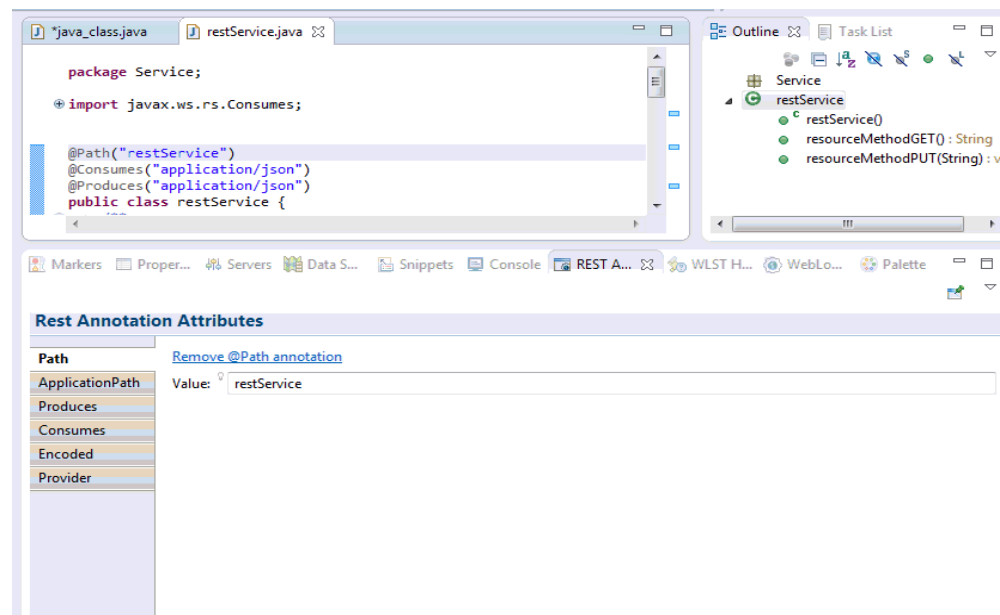 *java_class.java
restService.java
package Service;
import javax.ws.rs.Consumes;
@Path("restService")
@Consumes("application/json")
@Produces("application/json")
public class restService {
Outline
Task List
Service
restService
restService()
resourceMethodGET() : String
resourceMethodPUT(String) : v
Markers
Proper...
Servers
Data S...
Snippets
Console
REST A...
WLST H...
WebLo...
Palette
Rest Annotation Attributes
Path
ApplicationPath
Produces
Consumes
Encoded
Provider
Remove @Path annotation
Value: restService